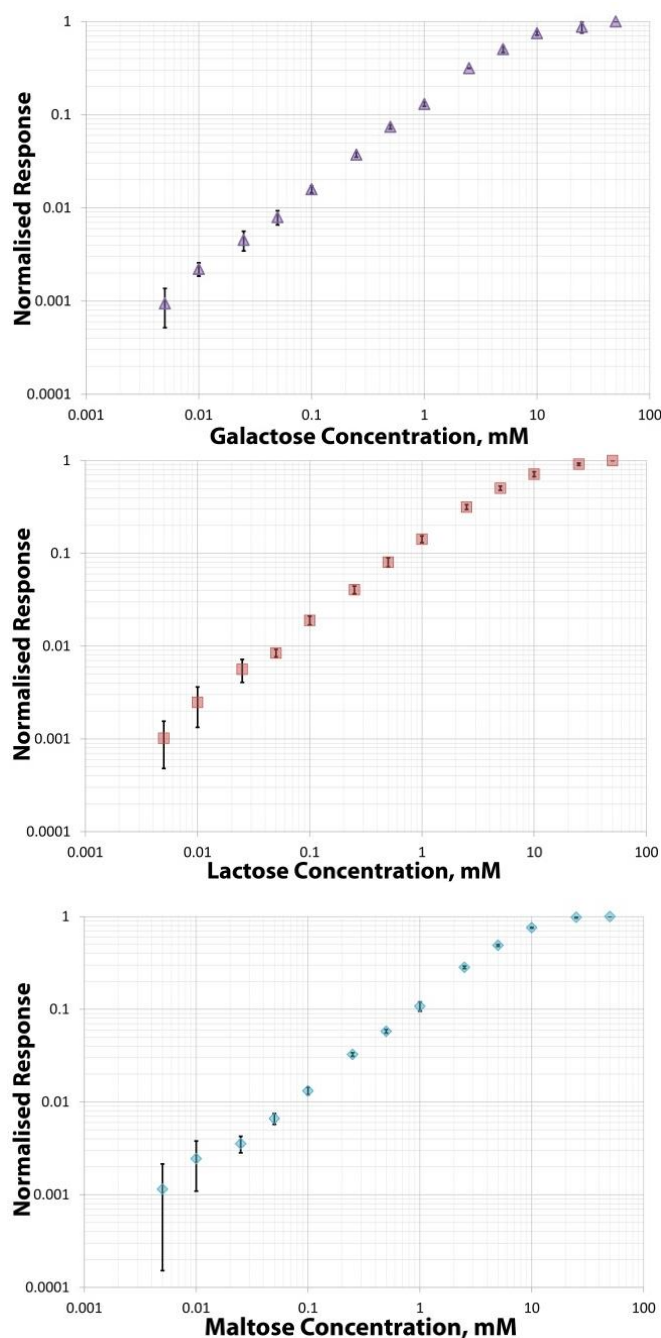 1
0.1
0.01
0.001
0.0001
Normalised Response
0.001 0.01 0.1 1 10 100
Galactose Concentration, mM
1
0.1
0.01
0.001
0.0001
Normalised Response
0.001 0.01 0.1 1 10 100
Lactose Concentration, mM
1
0.1
0.01
0.001
0.0001
Normalised Response
0.001 0.01 0.1 1 10 100
Maltose Concentration, mM